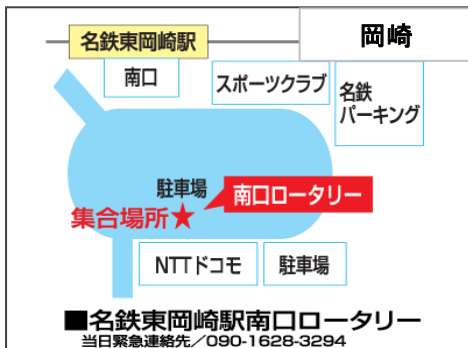 岡崎
名鉄東岡崎駅
南口
スポーツクラブ
名鉄
パーキング
駐車場
南口ロータリー
集合場所★
NTTドコモ
駐車場
■名鉄東岡崎駅南口ロータリー
当日緊急連絡先／090-1628-3294